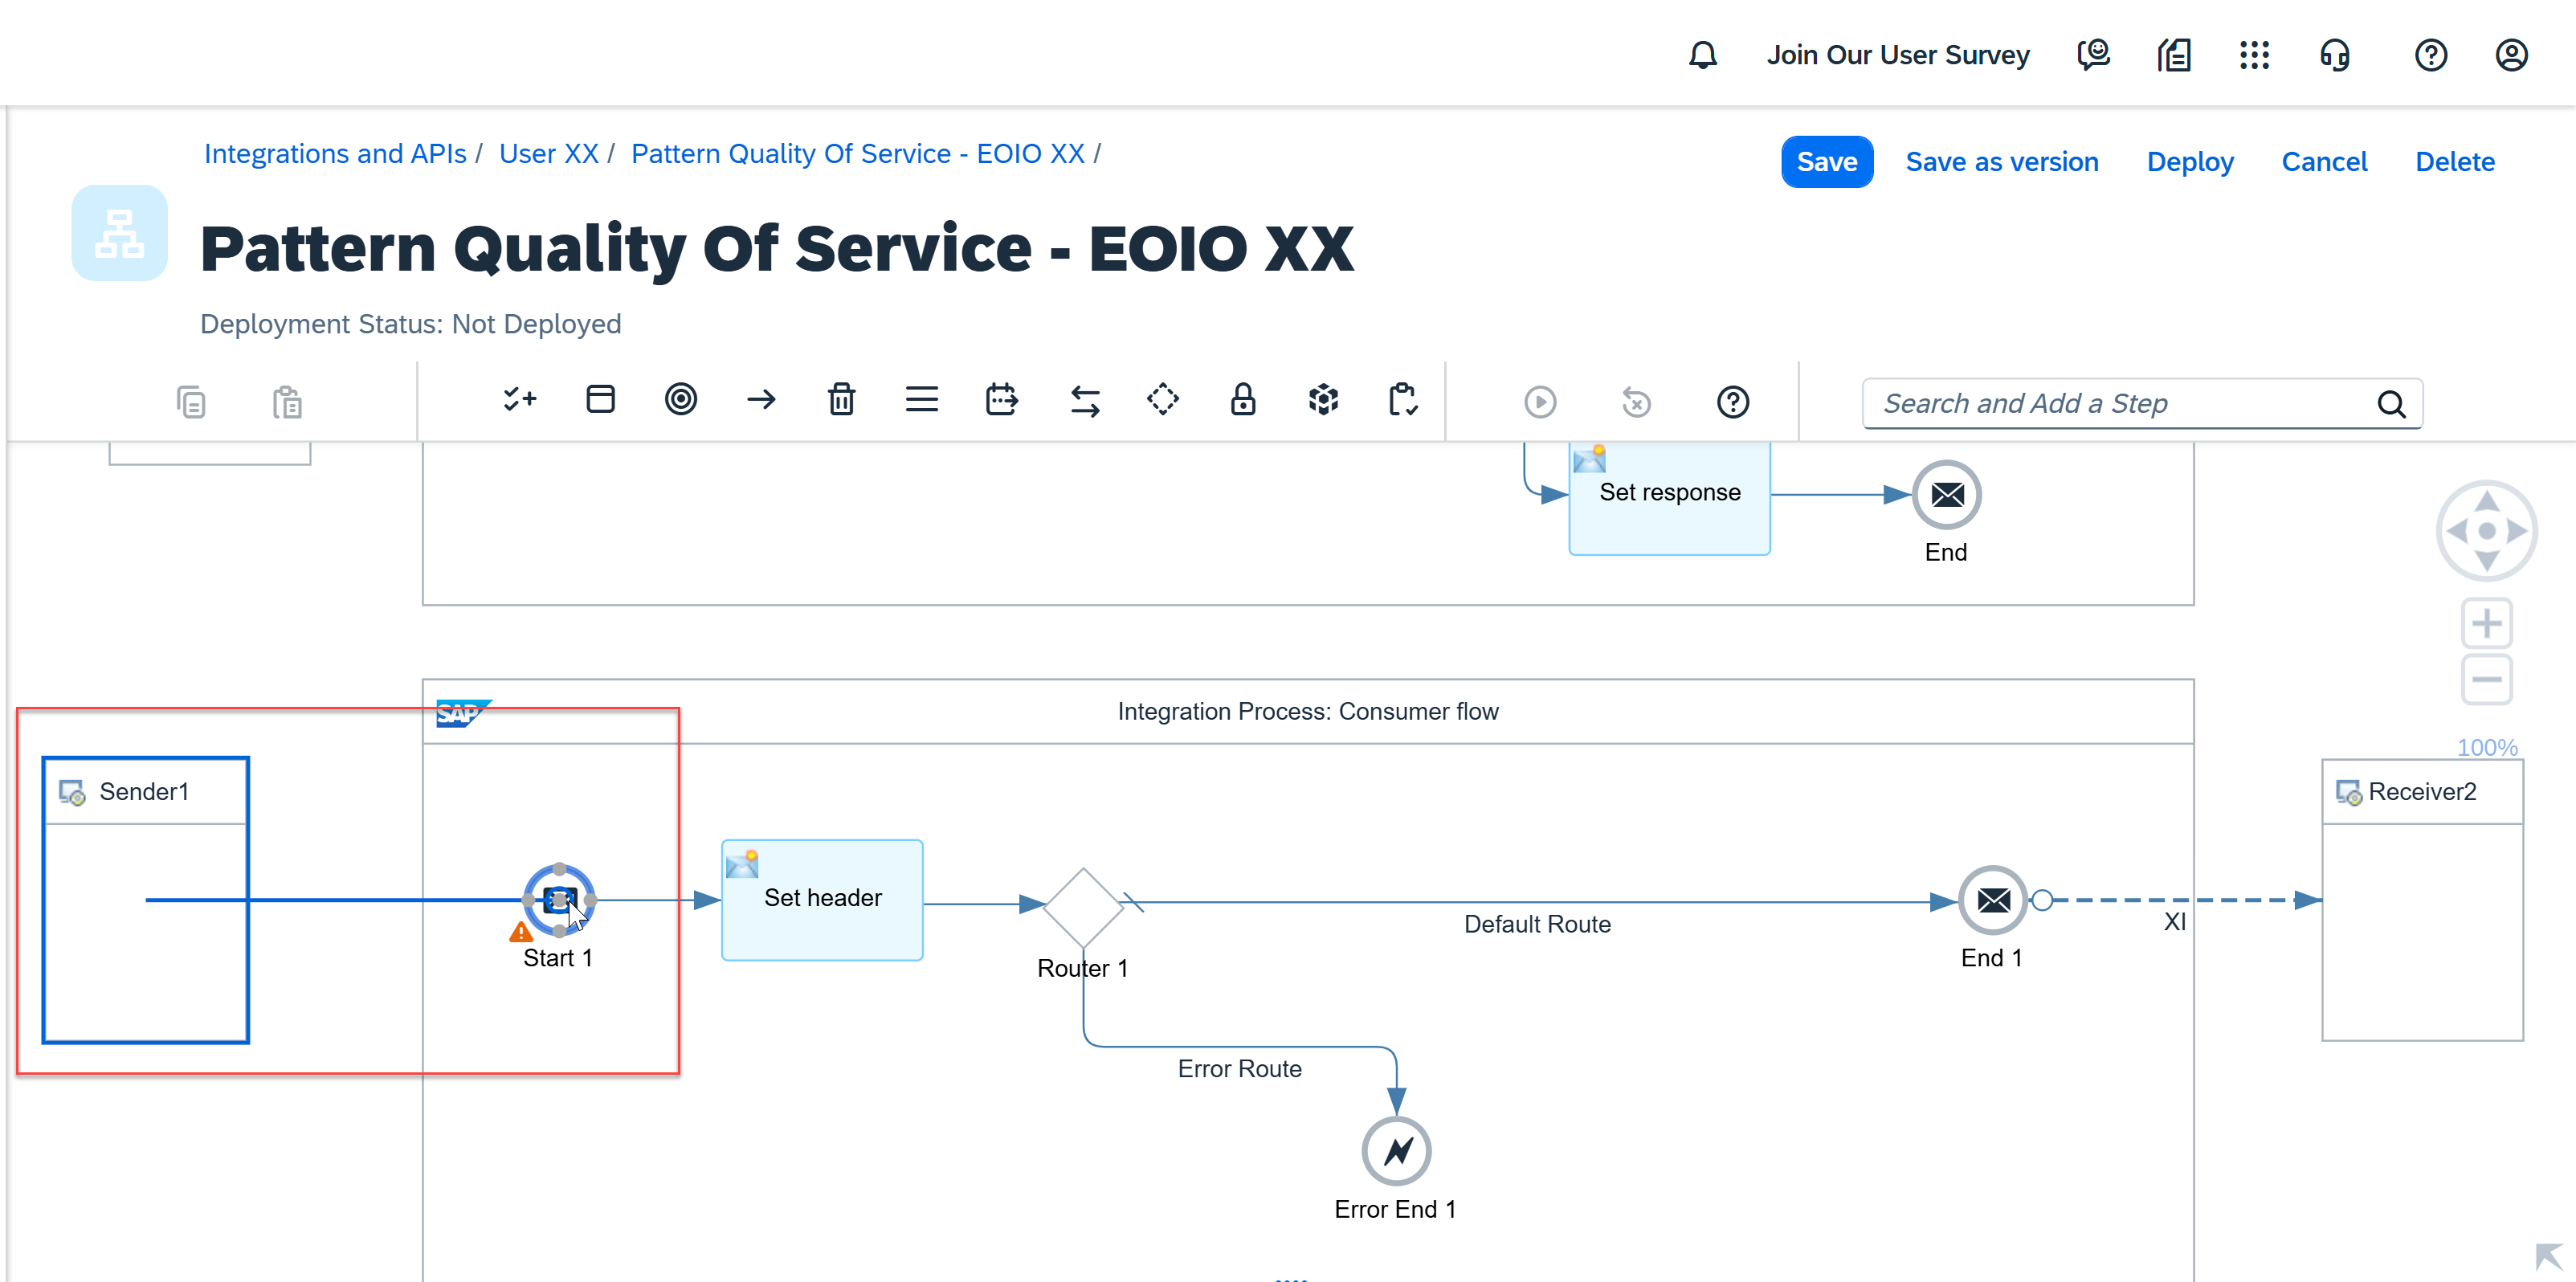 Join Our User Survey
Integrations and APIs / User XX / Pattern Quality Of Service - EOIO XX /
Save Save as version Deploy Cancel Delete
Pattern Quality Of Service - EOIO XX
Deployment Status: Not Deployed
Search and Add a Step
Set response
End
SAP
Integration Process: Consumer flow
100%
Sender1
Receiver2
Set header
Default Route
XI
Start 1
Router 1
End 1
Error Route
Error End 1